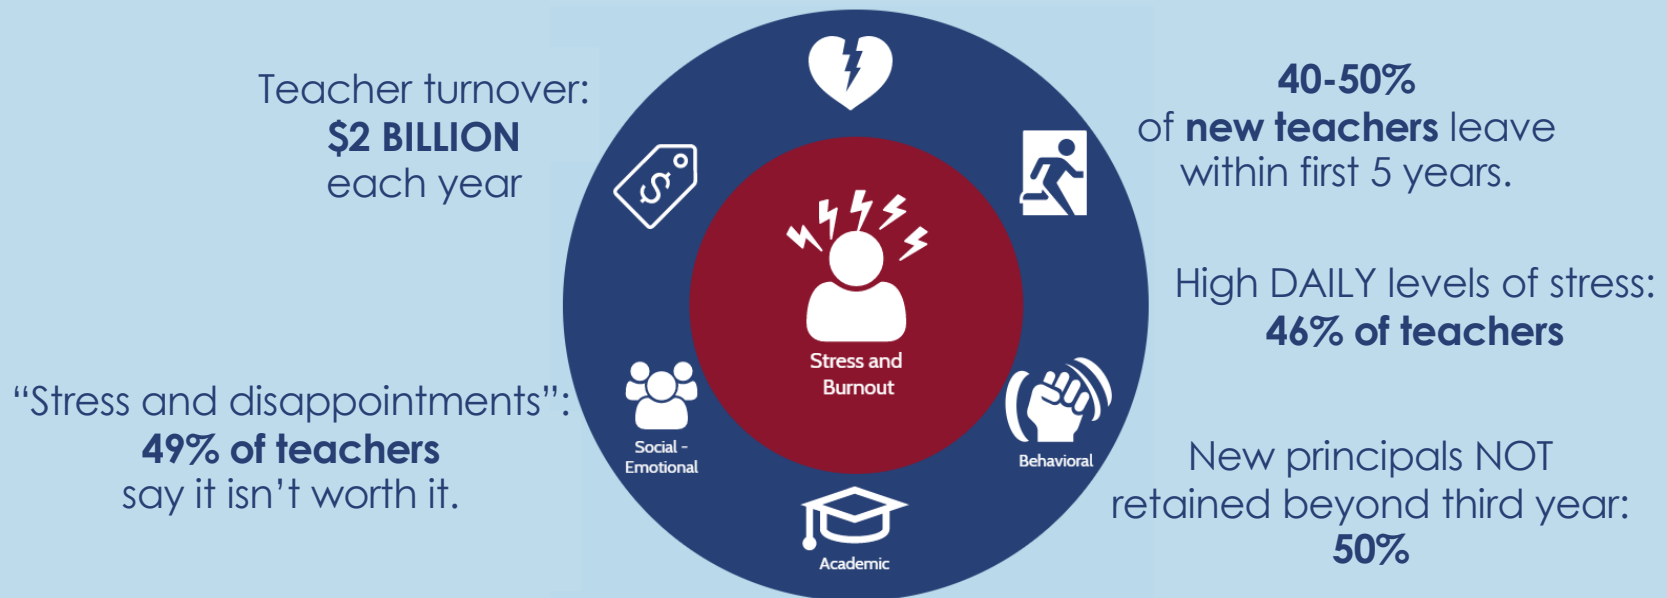 Teacher turnover:
$2 BILLION
each year
“Stress and disappointments”:
49% of teachers
say it isn’t worth it.
$
Stress and
Burnout
Social -
Emotional
Behavioral
Academic
40-50%
of new teachers leave
within first 5 years.
High DAILY levels of stress:
46% of teachers
New principals NOT
retained beyond third year:
50%